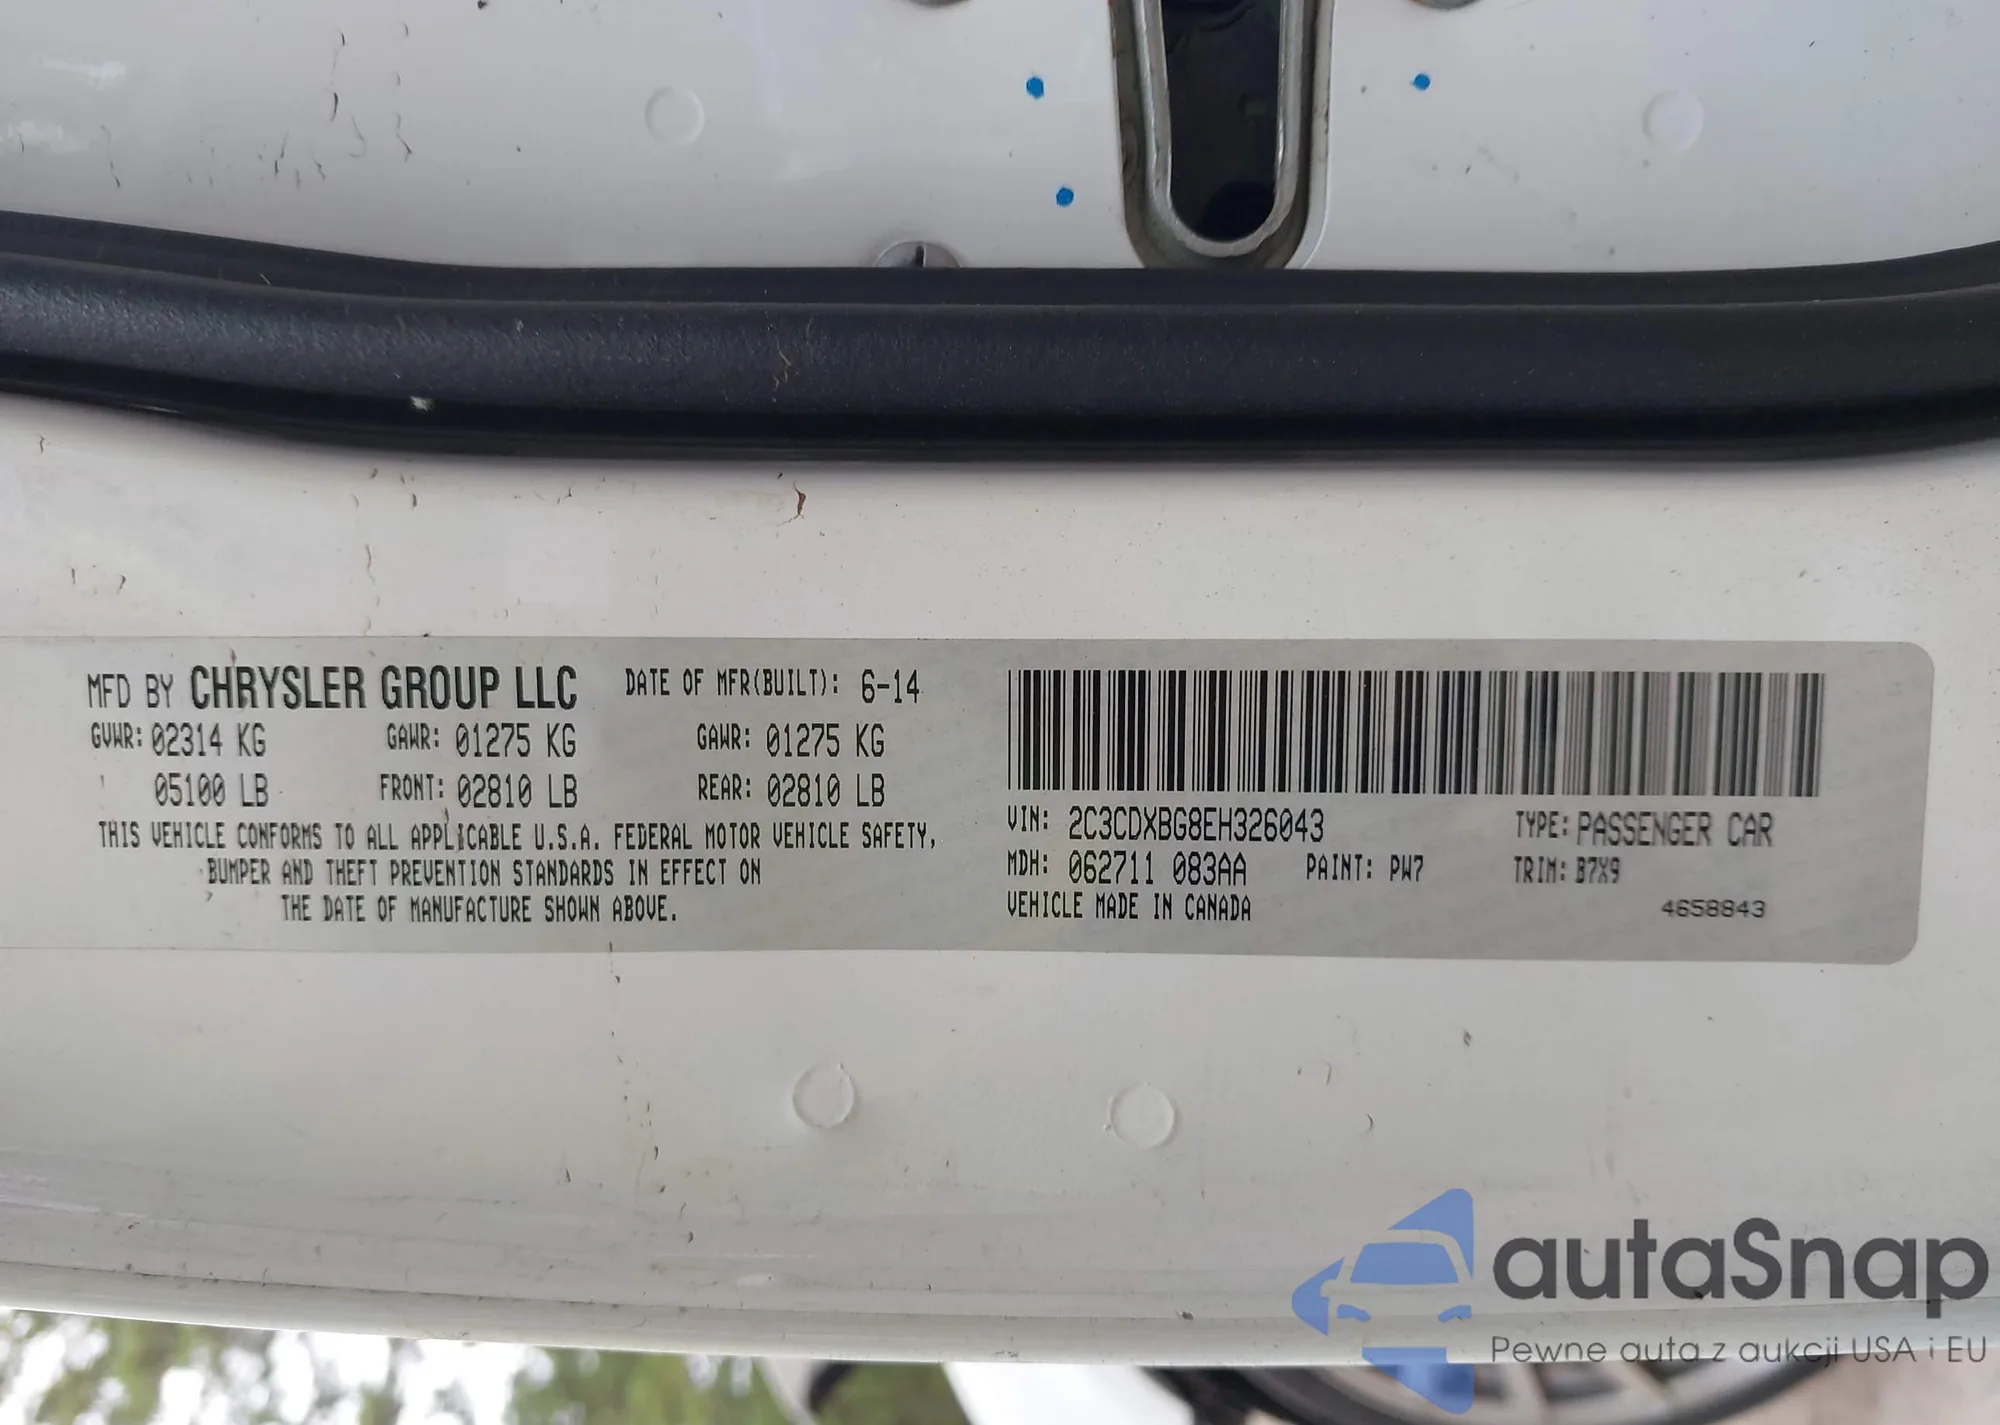 MFD BY CHRYSLER GROUP LLC DATE OF MFR(BUILT): 6-14
GVWR: 02314 KG GAWR: 01275 KG GAWR: 01275 KG
05100 LB FRONT: 02810 LB REAR: 02810 LB
THIS VEHICLE CONFORMS TO ALL APPLICABLE U.S.A. FEDERAL MOTOR VEHICLE SAFETY,
BUMPER AND THEFT PREVENTION STANDARDS IN EFFECT ON
THE DATE OF MANUFACTURE SHOWN ABOVE.
VIN: 2C3CDXBG8EH326043 TYPE: PASSENGER CAR
MDH: 062711 083AA PAINT: PW7 TRIM: B7X9
VEHICLE MADE IN CANADA 4658843
autaSnap
Pewne auta z aukcji USA i EU